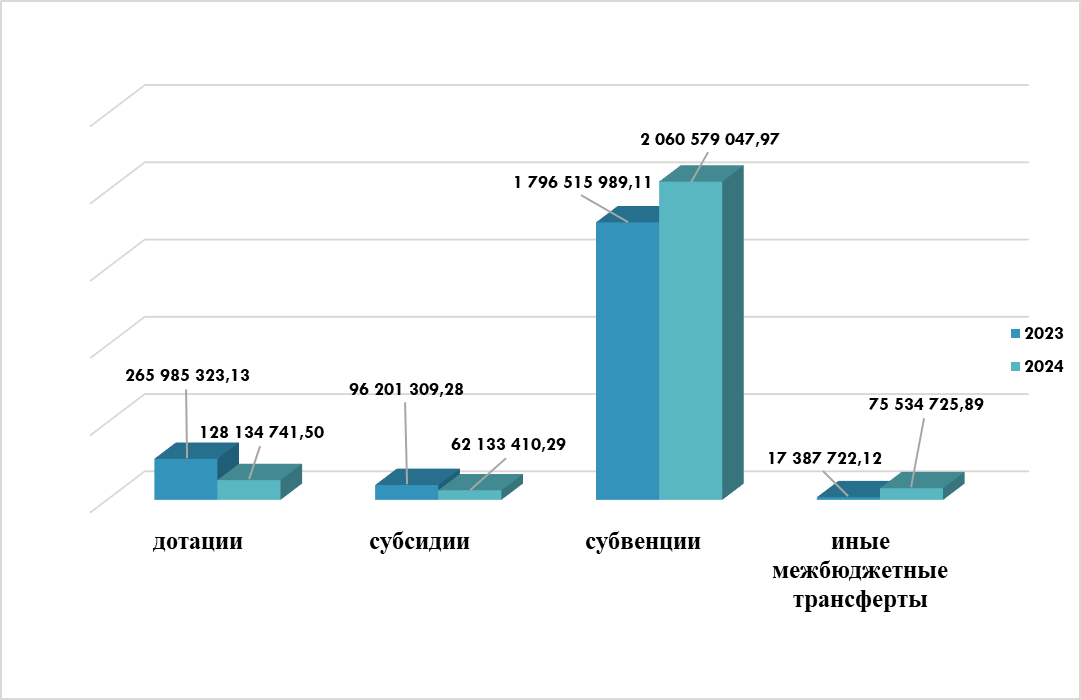 2 060 579 047,97
1 796 515 989,11
2023
2024
265 985 323,13
96 201 309,28
75 534 725,89
128 134 741,50
62 133 410,29
17 387 722,12
дотации
субсидии
субвенции
иные
межбюджетные
трансферты